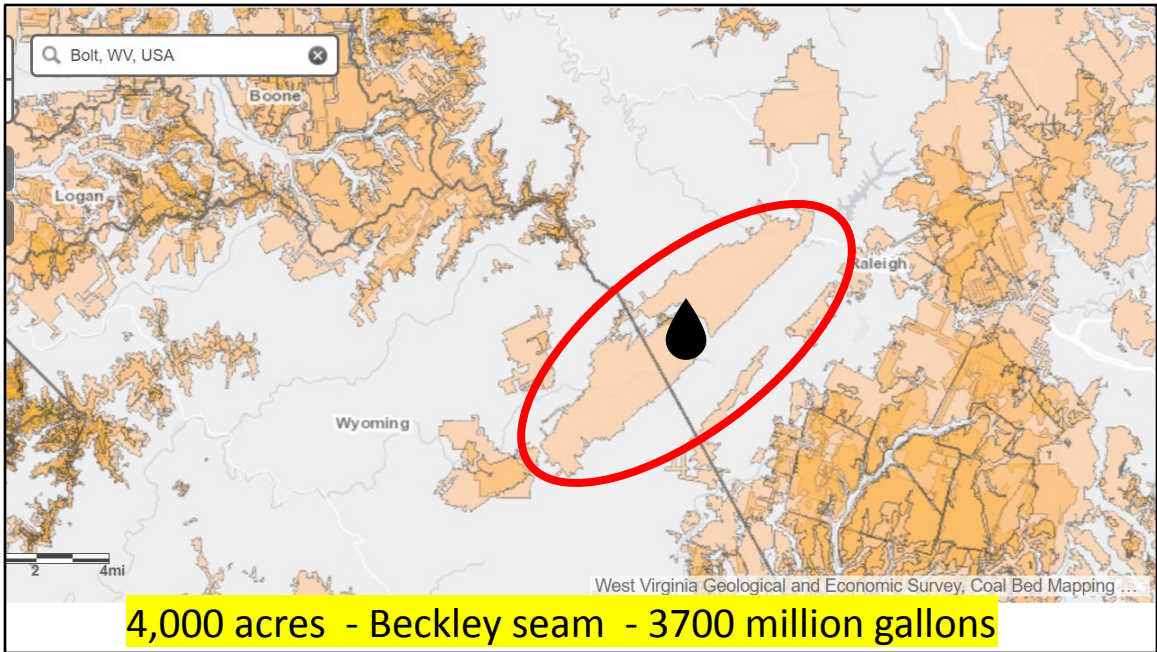 Bolt, WV, USA
Boone
Logan
Raleigh
Wyoming
2 4mi
West Virginia Geological and Economic Survey, Coal Bed Mapping ...
4,000 acres - Beckley seam - 3700 million gallons